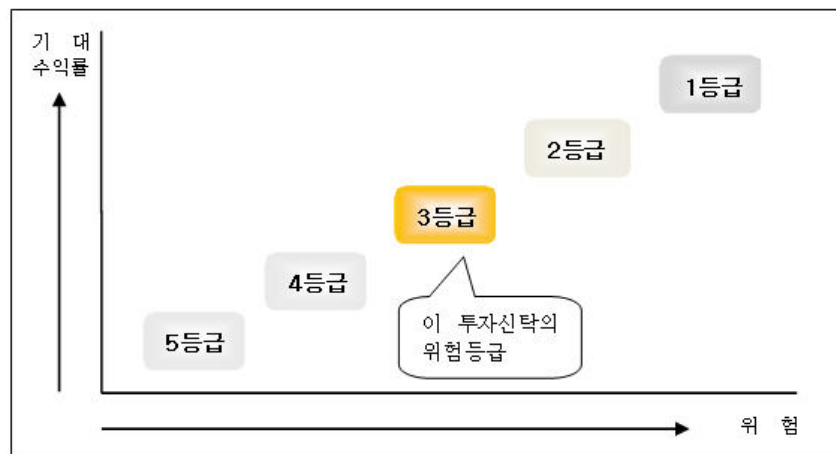 기 대
수익률
1등급
2등급
3등급
4등급
이 투자신탁의
위험등급
5등급
위 험